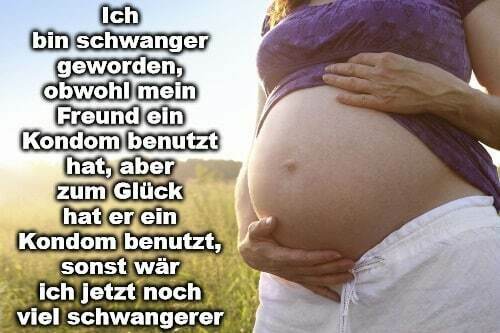 Ich
bin schwanger
geworden,
obwohl mein
Freund ein
Kondom benutzt
hat, aber
zum Glück
hat er ein
Kondom benutzt,
sonst wär
ich jetzt noch
viel schwangerer